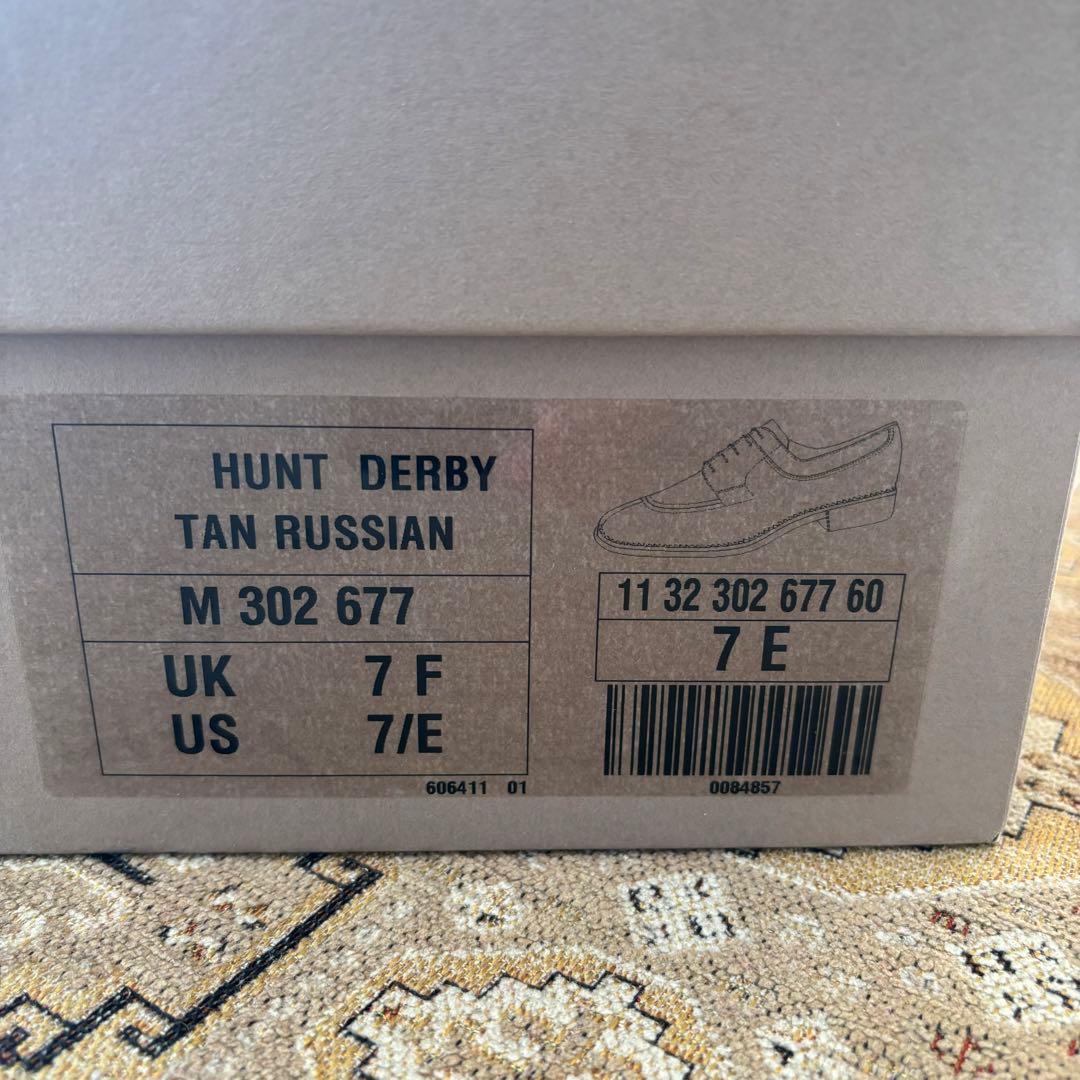 HUNT DERBY
TAN RUSSIAN
M 302 677
UK 7 F
US 7/E
606411 01
11 32 302 677 60
7 E
0084857